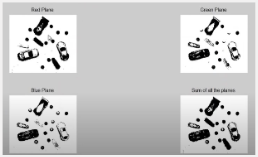 Red Plane
Green Plane
Blue Plane
Sum of all the planes